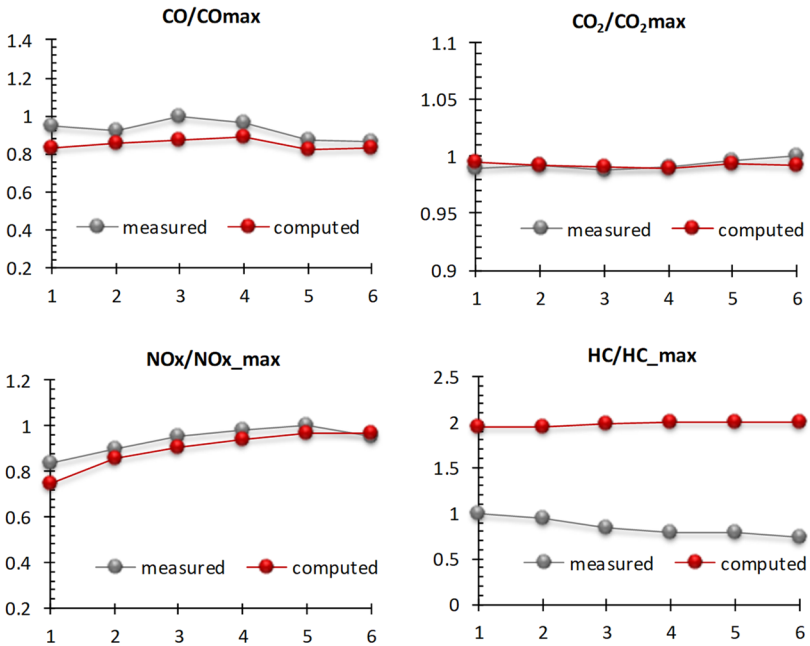 CO/COmax
1.4
1.2
1
0.8
0.6
0.4
0.2
measured computed
1 2 3 4 5 6
CO₂/CO₂max
1.1
1.05
1
0.95
0.9
measured computed
1 2 3 4 5 6
NOx/NOx_max
1.2
1
0.8
0.6
0.4
0.2
measured computed
1 2 3 4 5 6
HC/HC_max
2.5
2
1.5
1
0.5
0
measured computed
1 2 3 4 5 6